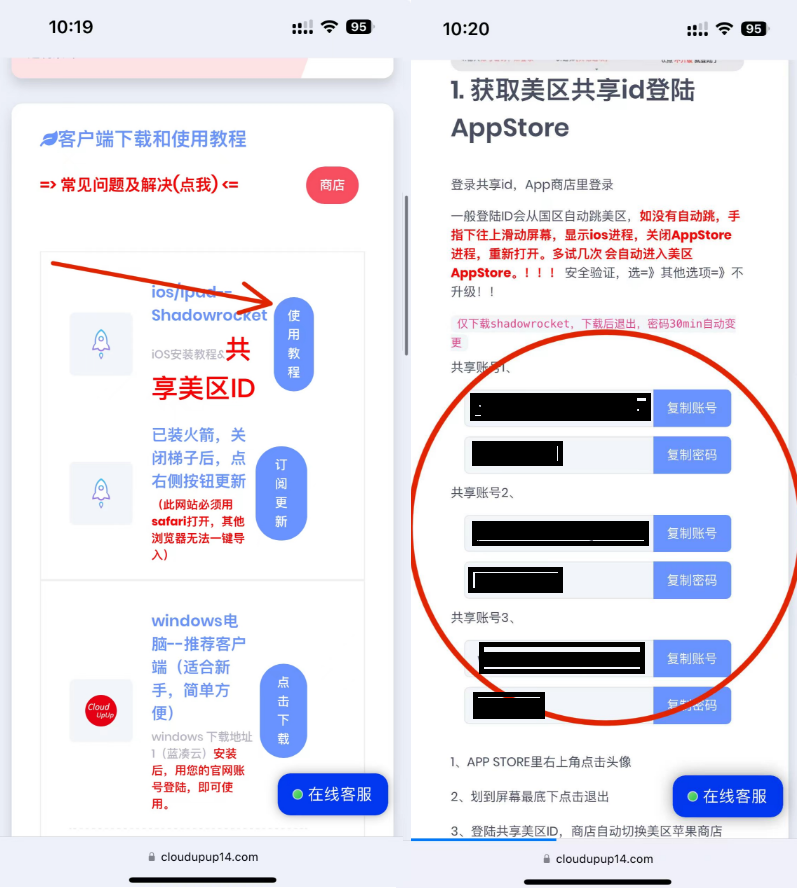 10:19
95
客户端下载和使用教程
=> 常见问题及解决(点我) <=
商店
ios/ipad--
Shadowrocket
iOS安装教程&共
享美区ID
使
用
教
程
已装火箭，关
闭梯子后，点
右侧按钮更新
（此网站必须用
safari打开，其他
浏览器无法一键导
入）
订
阅
更
新
windows电
脑--推荐客户
端（适合新
手，简单方
便）
windows 下载地址
1（蓝凑云）安装
后，用您的官网账
号登陆，即可使
用。
Cloud
UpUp
点
击
下
载
在线客服
cloudupup14.com
10:20
95
1. 获取美区共享id登陆
AppStore
登录共享id，App商店里登录
一般登陆ID会从国区自动跳美区，如没有自动跳，手
指下往上滑动屏幕，显示ios进程，关闭AppStore
进程，重新打开。多试几次 会自动进入美区
AppStore。！！！ 安全验证，选=》其他选项=》不
升级！！
仅下载shadowrocket，下载后退出，密码30min自动变
更
共享账号1、
复制账号
复制密码
共享账号2、
复制账号
复制密码
共享账号3、
复制账号
复制密码
1、APP STORE里右上角点击头像
2、划到屏幕最底下点击退出
3、登陆共享美区ID，商店自动切换美区苹果商店
在线客服
cloudupup14.com